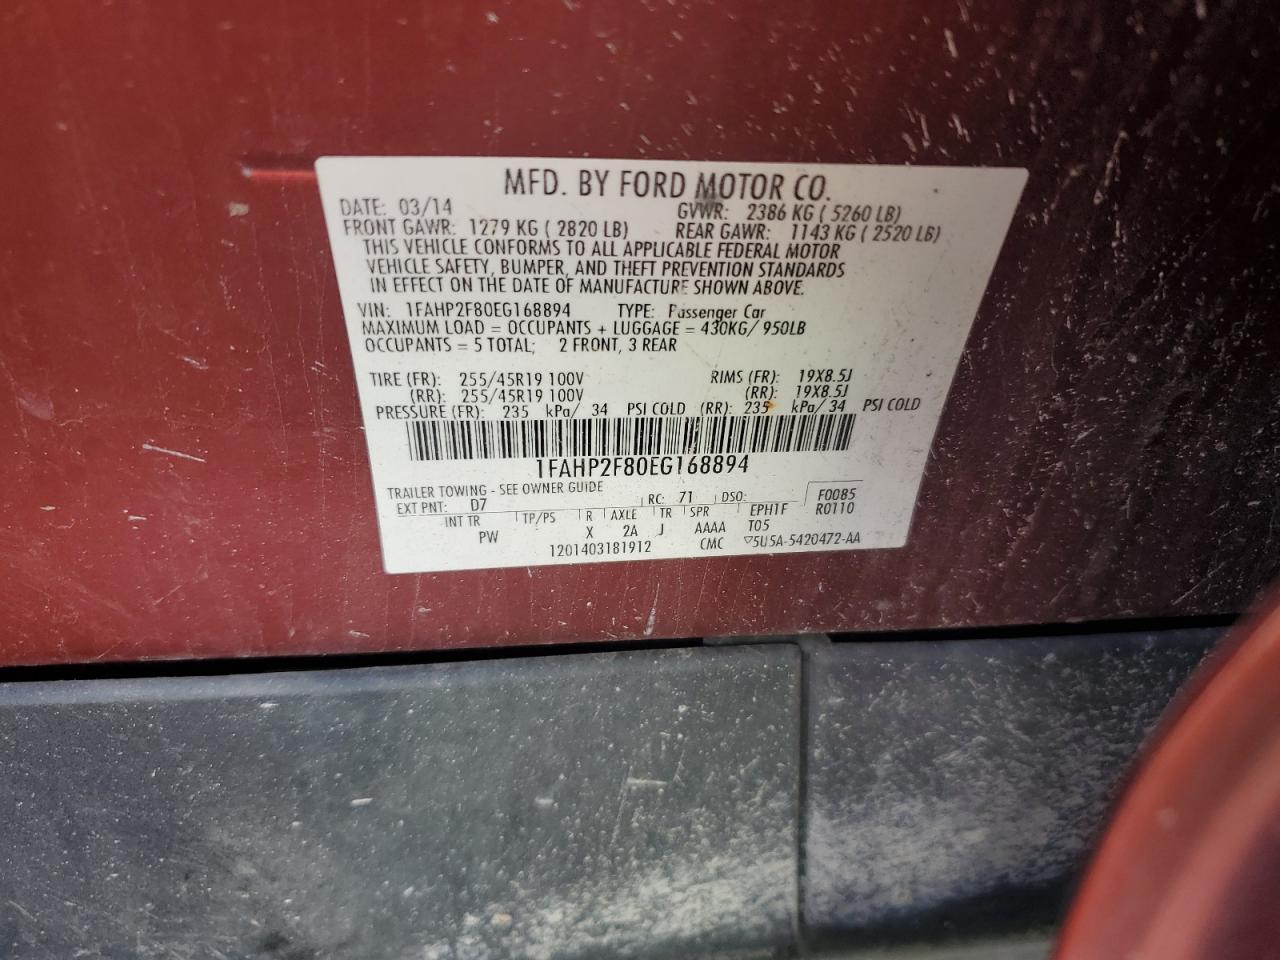 MFD. BY FORD MOTOR CO.
DATE: 03/14 GVWR: 2386 KG ( 5260 LB)
FRONT GAWR: 1279 KG ( 2820 LB) REAR GAWR: 1143 KG ( 2520 LB)
THIS VEHICLE CONFORMS TO ALL APPLICABLE FEDERAL MOTOR
VEHICLE SAFETY, BUMPER, AND THEFT PREVENTION STANDARDS
IN EFFECT ON THE DATE OF MANUFACTURE SHOWN ABOVE.
VIN: 1FAHP2F80EG168894 TYPE: Passenger Car
MAXIMUM LOAD = OCCUPANTS + LUGGAGE = 430KG/ 950LB
OCCUPANTS = 5 TOTAL; 2 FRONT, 3 REAR
TIRE (FR): 255/45R19 100V RIMS (FR): 19X8.5J
(RR): 255/45R19 100V (RR): 19X8.5J
PRESSURE (FR): 235 kPa/ 34 PSI COLD (RR): 235 kPa/ 34 PSI COLD
1FAHP2F80EG168894
TRAILER TOWING - SEE OWNER GUIDE
EXT PNT: D7 RC: 71 DSO: F0085
INT TR TP/PS R AXLE TR SPR EPH1F R0110
PW X 2A J AAAA T05
1201403181912 CMC ▽5U5A-5420472-AA